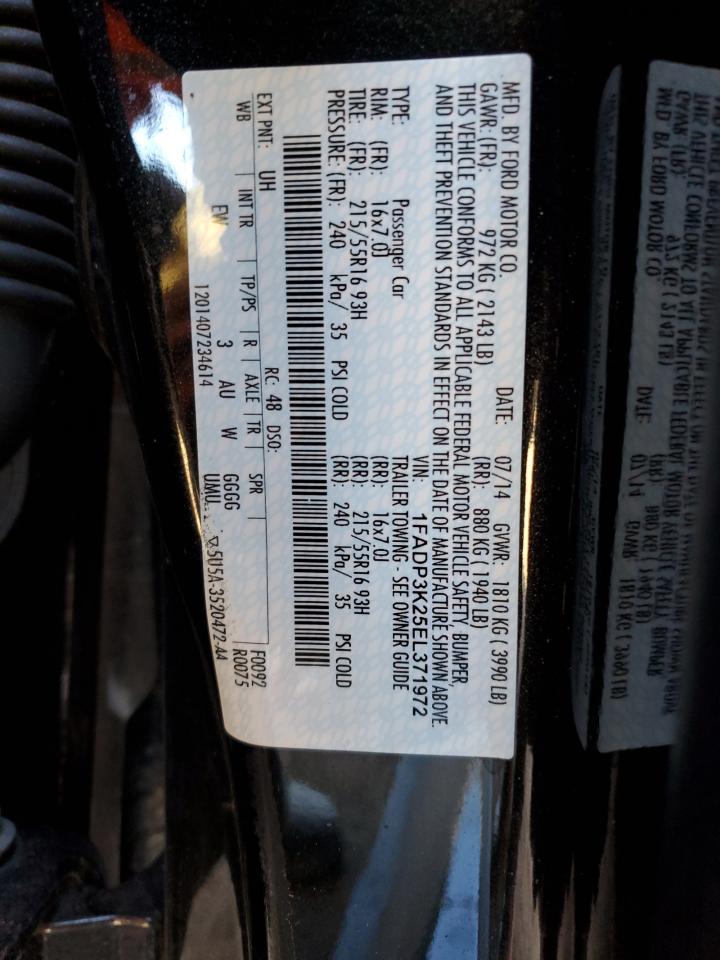 MFD. BY FORD MOTOR CO.
DATE: 07/14 GVWR: 1810 KG ( 3990 LB)
GAWR: (FR): 972 KG ( 2143 LB) (RR): 880 KG ( 1940 LB)
THIS VEHICLE CONFORMS TO ALL APPLICABLE FEDERAL MOTOR VEHICLE SAFETY, BUMPER,
AND THEFT PREVENTION STANDARDS IN EFFECT ON THE DATE OF MANUFACTURE SHOWN ABOVE.
VIN: 1FADP3K25EL371972
TYPE: Passenger Car TRAILER TOWING - SEE OWNER GUIDE
RIM: (FR): 16x7.0J (RR): 16x7.0J
TIRE: (FR): 215/55R16 93H (RR): 215/55R16 93H
PRESSURE: (FR): 240 kPa/ 35 PSI COLD (RR): 240 kPa/ 35 PSI COLD
EXT PNT: UH RC: 48 DSO: F0092
WB INT TR TP/PS R AXLE TR SPR R0075
EW 3 AU W GGGG
1201407234614 5U5A-3520472-AA